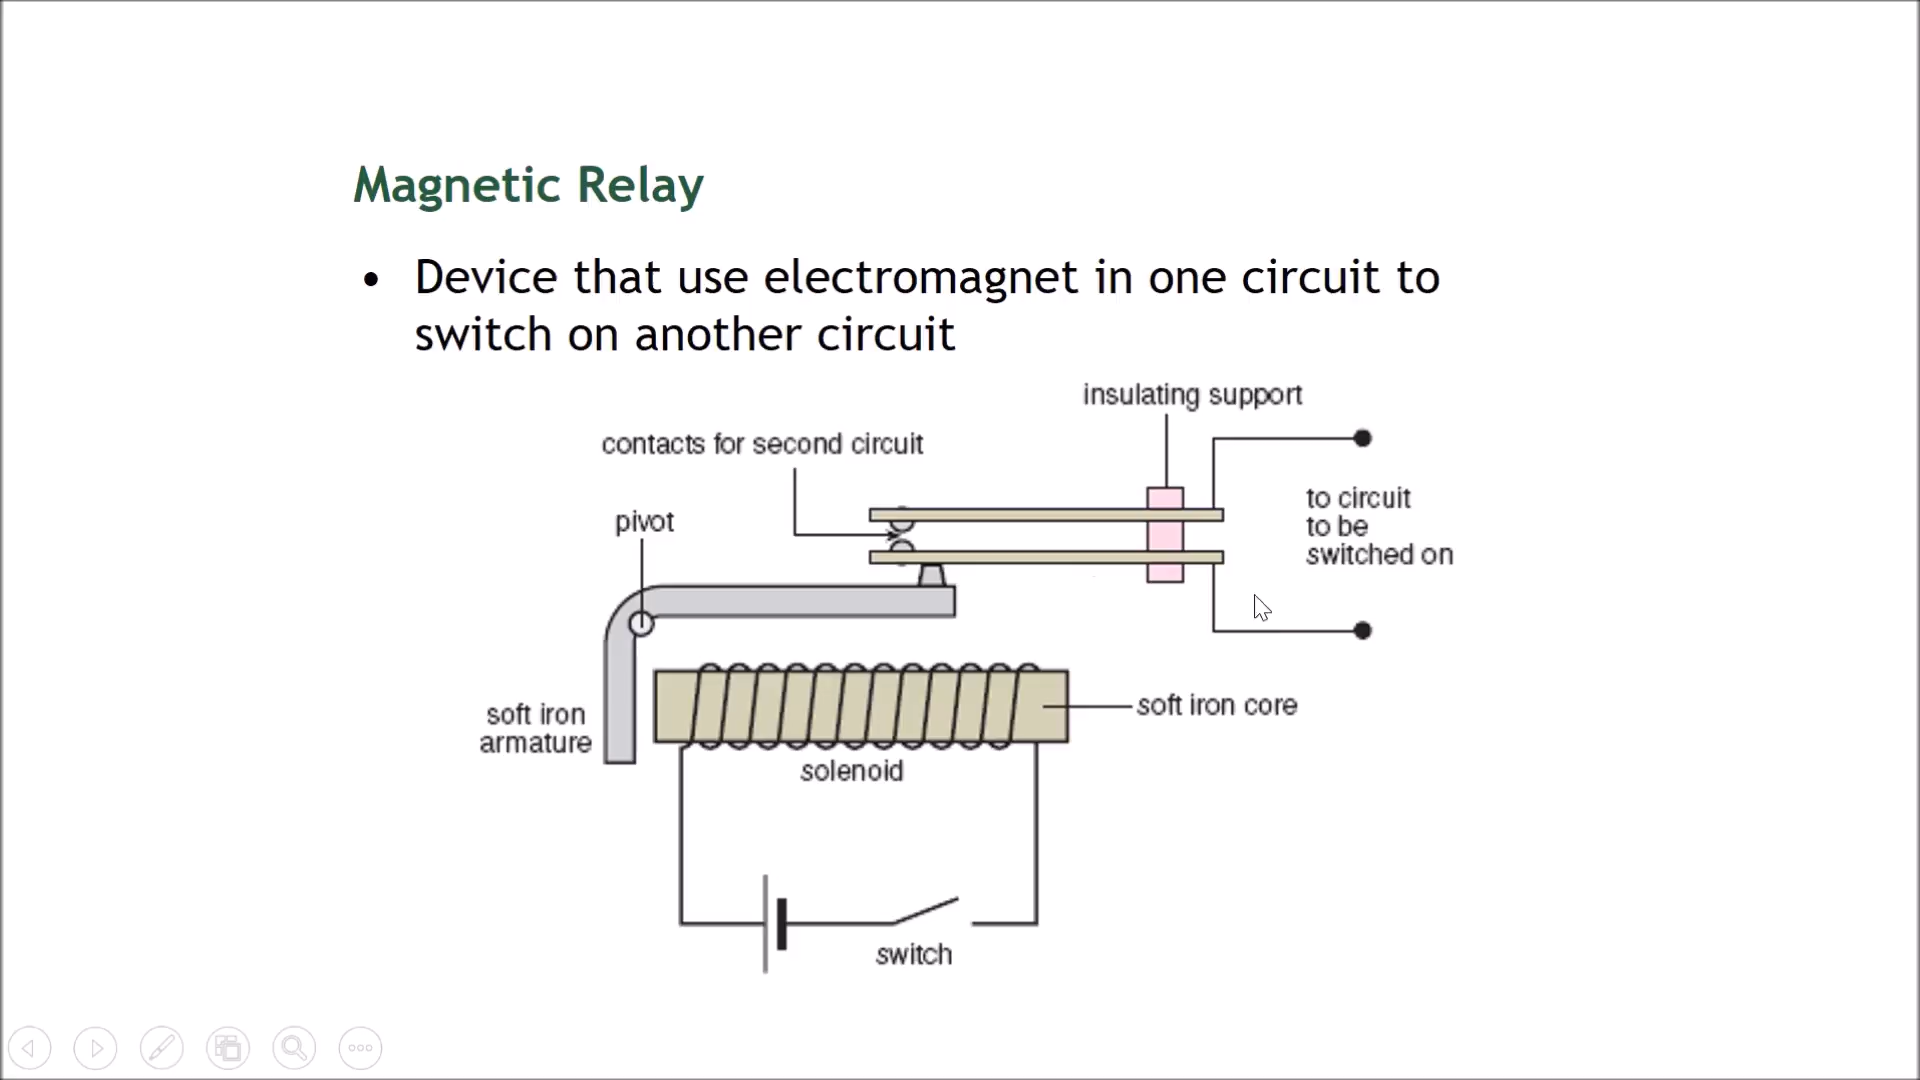 Magnetic Relay
• Device that use electromagnet in one circuit to
switch on another circuit
insulating support
contacts for second circuit
pivot
to circuit
to be
switched on
soft iron
armature
soft iron core
solenoid
switch